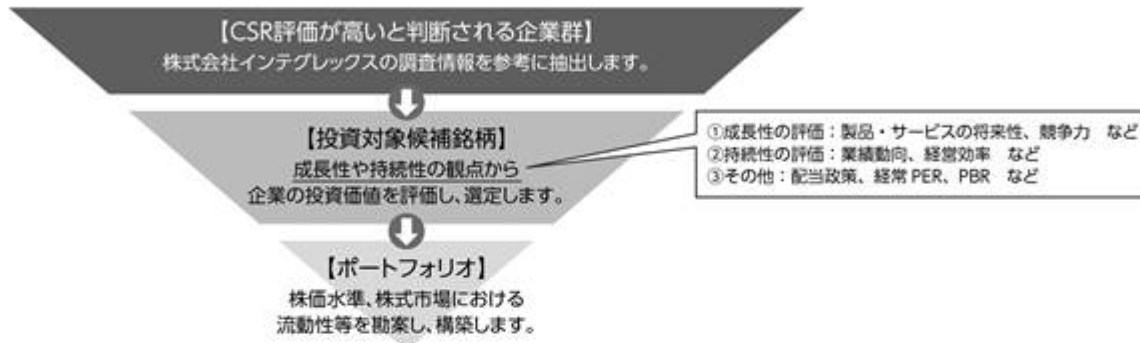 【CSR評価が高いと判断される企業群】
株式会社インテグレックスの調査情報を参考に抽出します。
【投資対象候補銘柄】
成長性や持続性の観点から
企業の投資価値を評価し、選定します。
①成長性の評価：製品・サービスの将来性、競争力　など
②持続性の評価：業績動向、経営効率　など
③その他：配当政策、経常 PER、PBR　など
【ポートフォリオ】
株価水準、株式市場における
流動性等を勘案し、構築します。